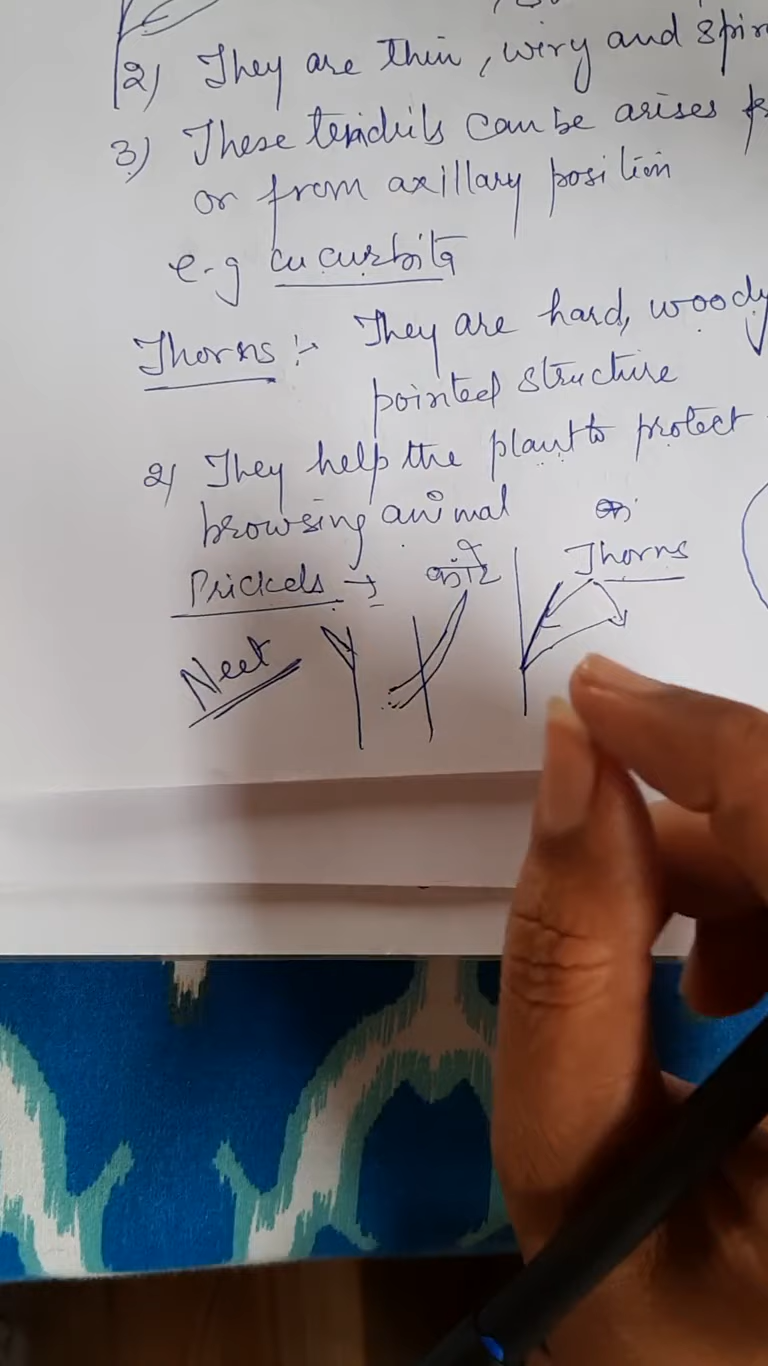 2) They are thin, wiry and
3) These tendrils can be arises
or from axillary position
e-g cucurbita
Thorns :- They are hard, woody
pointed structure
2) They help the plant to protect
browsing animal
Prickels → कांटे Thorns
Neet